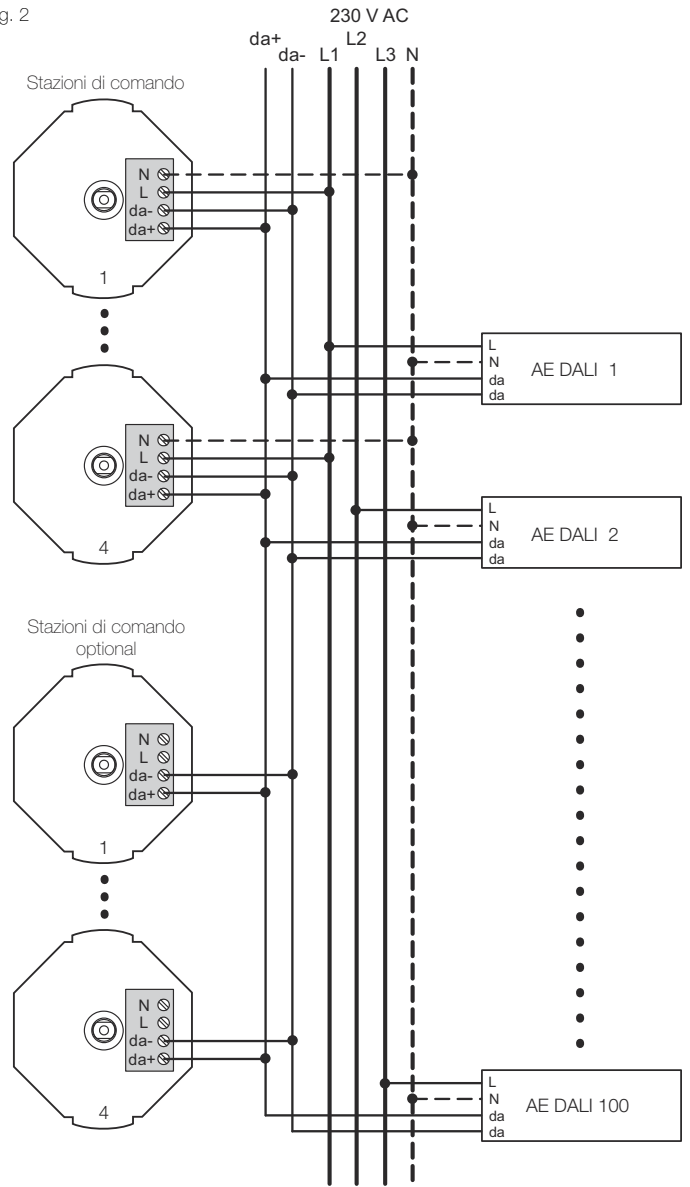 g. 2
230 V AC
da+
da-
L1
L2
L3
N
Stazioni di comando
N
L
da-
da+
1
L
N
da
da
AE DALI 1
N
L
da-
da+
4
L
N
da
da
AE DALI 2
Stazioni di comando
optional
N
L
da-
da+
1
N
L
da-
da+
4
L
N
da
da
AE DALI 100